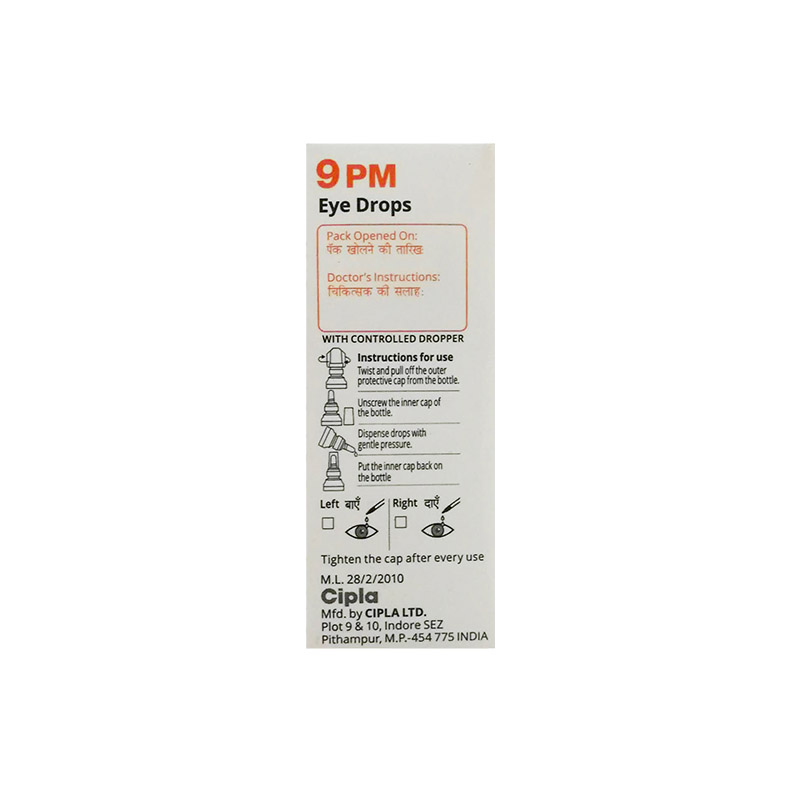 9 PM
Eye Drops
Pack Opened On:
पॅक खोलने की तारिखः
Doctor's Instructions:
चिकित्सक की सलाहः
WITH CONTROLLED DROPPER
Instructions for use
Twist and pull off the outer
protective cap from the bottle.
Unscrew the inner cap of
the bottle.
Dispense drops with
gentle pressure.
Put the inner cap back on
the bottle
Left बाएँ Right दाएँ
Tighten the cap after every use
M.L. 28/2/2010
Cipla
Mfd. by CIPLA LTD.
Plot 9 & 10, Indore SEZ
Pithampur, M.P.-454 775 INDIA